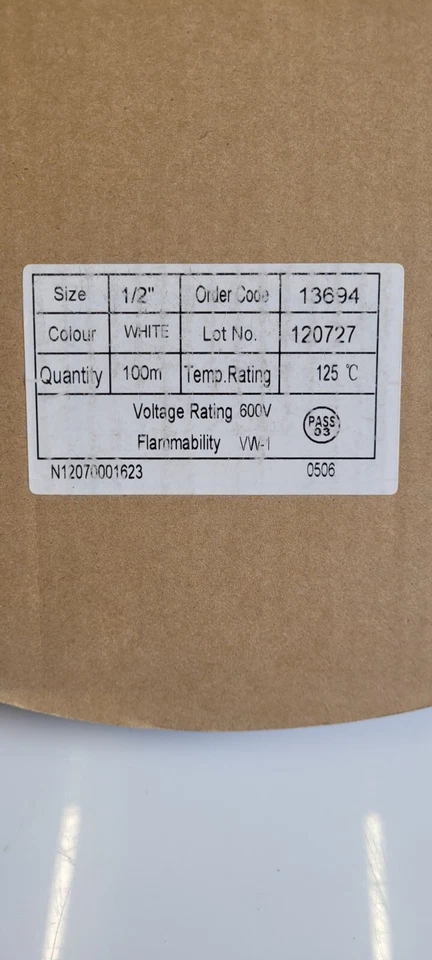 Size 1/2" Order Code 13694
Colour WHITE Lot No. 120727
Quantity 100m Temp.Rating 125 ℃
Voltage Rating 600V
Flammability VW-1
PASS
03
N12070001623 0506